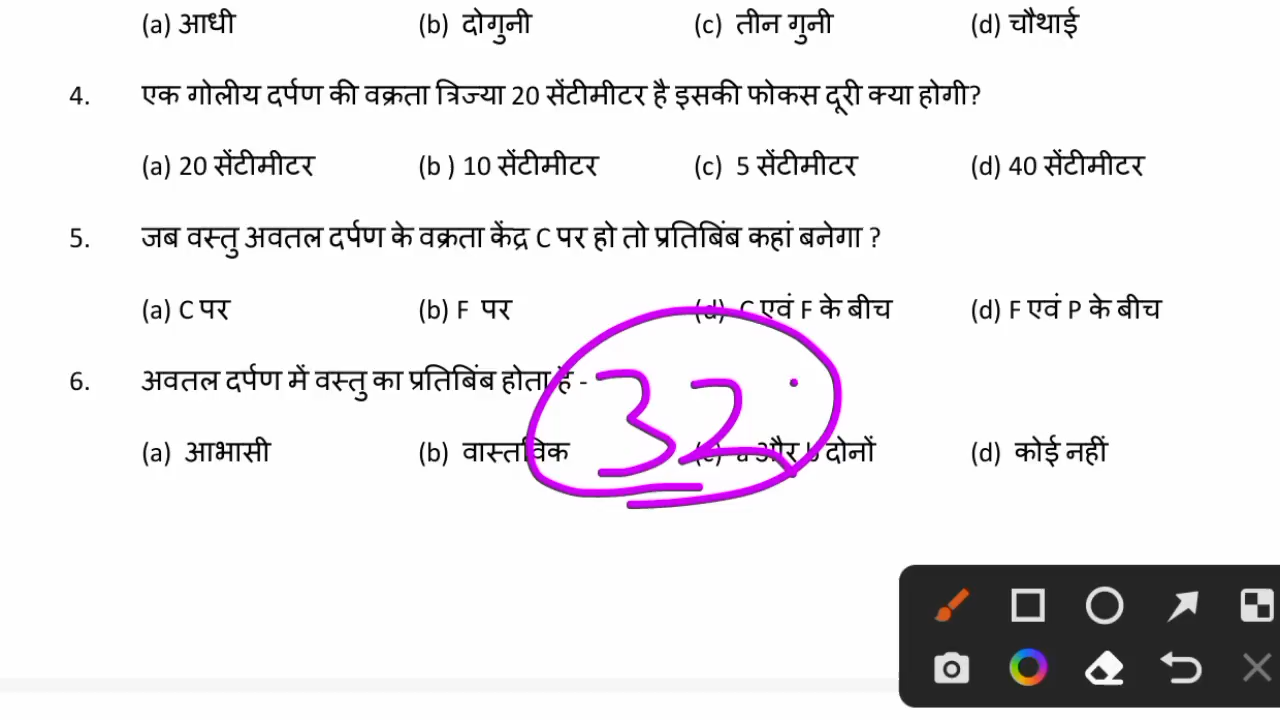 (a) आधी (b) दोगुनी (c) तीन गुनी (d) चौथाई
4. एक गोलीय दर्पण की वक्रता त्रिज्या 20 सेंटीमीटर है इसकी फोकस दूरी क्या होगी?
(a) 20 सेंटीमीटर (b ) 10 सेंटीमीटर (c) 5 सेंटीमीटर (d) 40 सेंटीमीटर
5. जब वस्तु अवतल दर्पण के वक्रता केंद्र C पर हो तो प्रतिबिंब कहां बनेगा ?
(a) C पर (b) F पर (d) C एवं F के बीच (d) F एवं P के बीच
6. अवतल दर्पण में वस्तु का प्रतिबिंब होता है -
32
(a) आभासी (b) वास्तविक (c) a और b दोनों (d) कोई नहीं